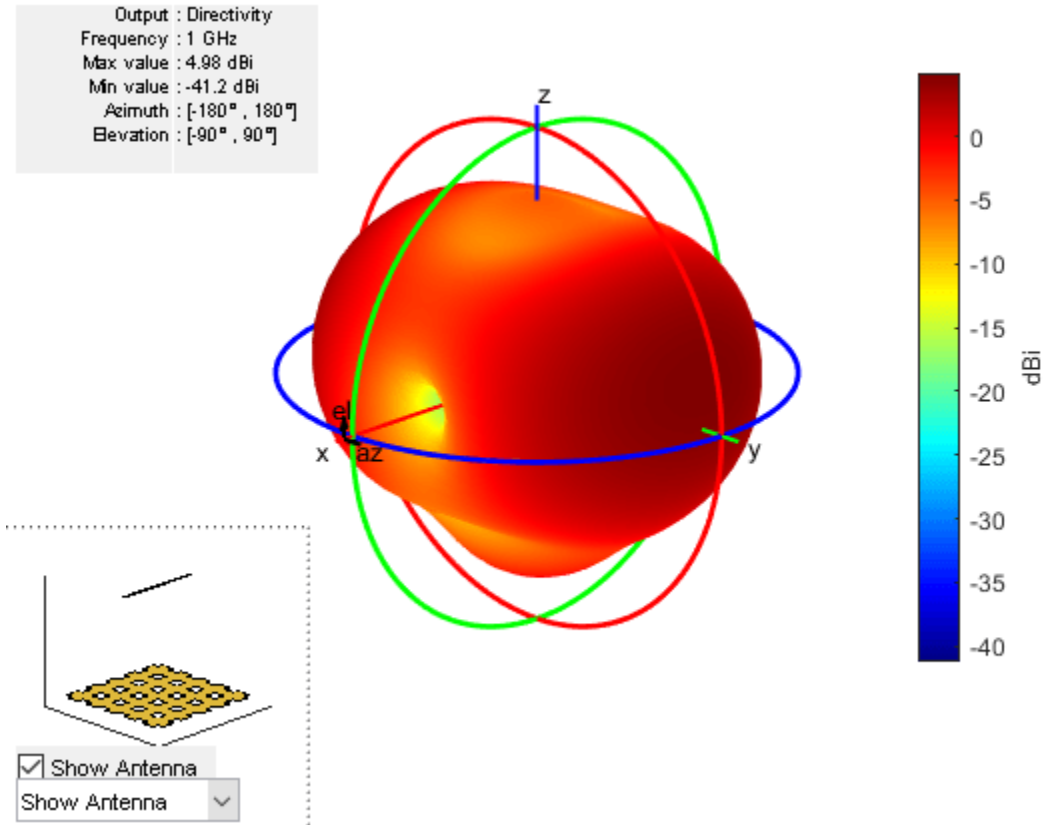 Output : Directivity
Frequency : 1 GHz
Max value : 4.98 dBi
Min value : -41.2 dBi
Azimuth : [-180° , 180°]
Elevation : [-90° , 90°]
z
0
-5
-10
-15
-20
-25
-30
-35
-40
dBi
el
x
az
y
Show Antenna
Show Antenna